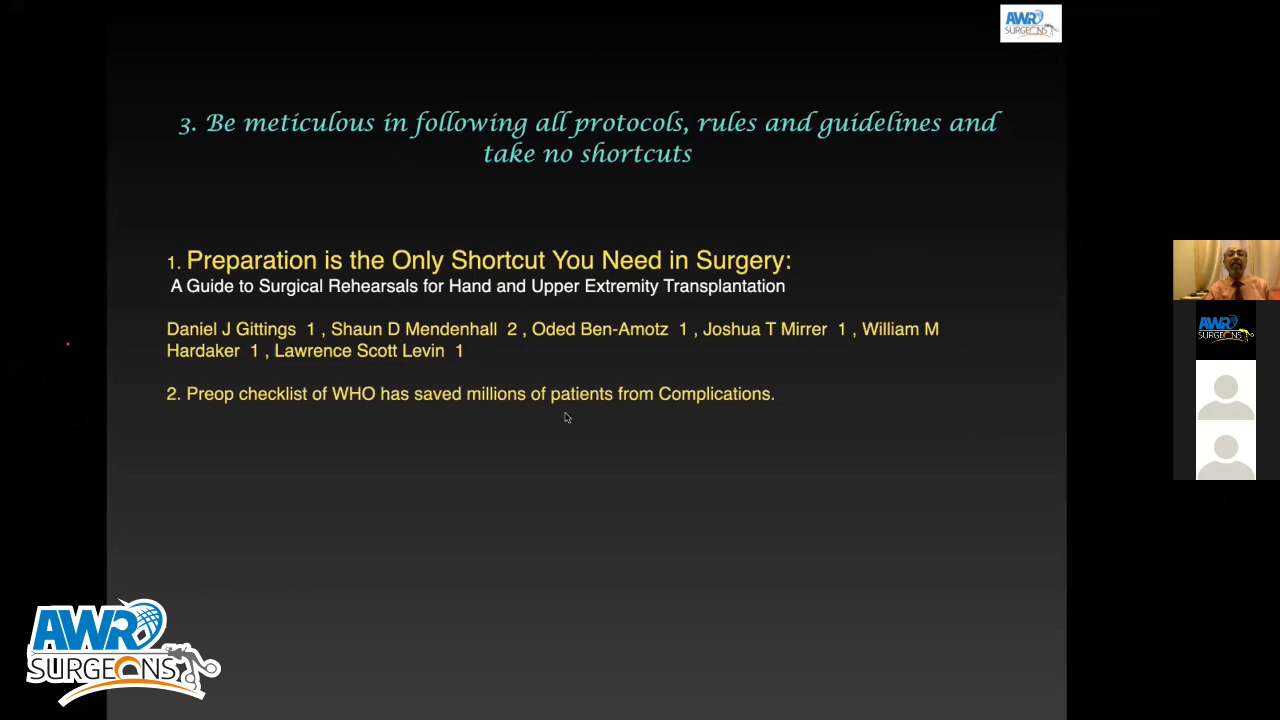 AWR
SURGEONS
3. Be meticulous in following all protocols, rules and guidelines and
take no shortcuts
1. Preparation is the Only Shortcut You Need in Surgery:
A Guide to Surgical Rehearsals for Hand and Upper Extremity Transplantation
Daniel J Gittings 1 , Shaun D Mendenhall 2 , Oded Ben-Amotz 1 , Joshua T Mirrer 1 , William M
Hardaker 1 , Lawrence Scott Levin 1
2. Preop checklist of WHO has saved millions of patients from Complications.
AWR
SURGEONS
AWR
SURGEONS